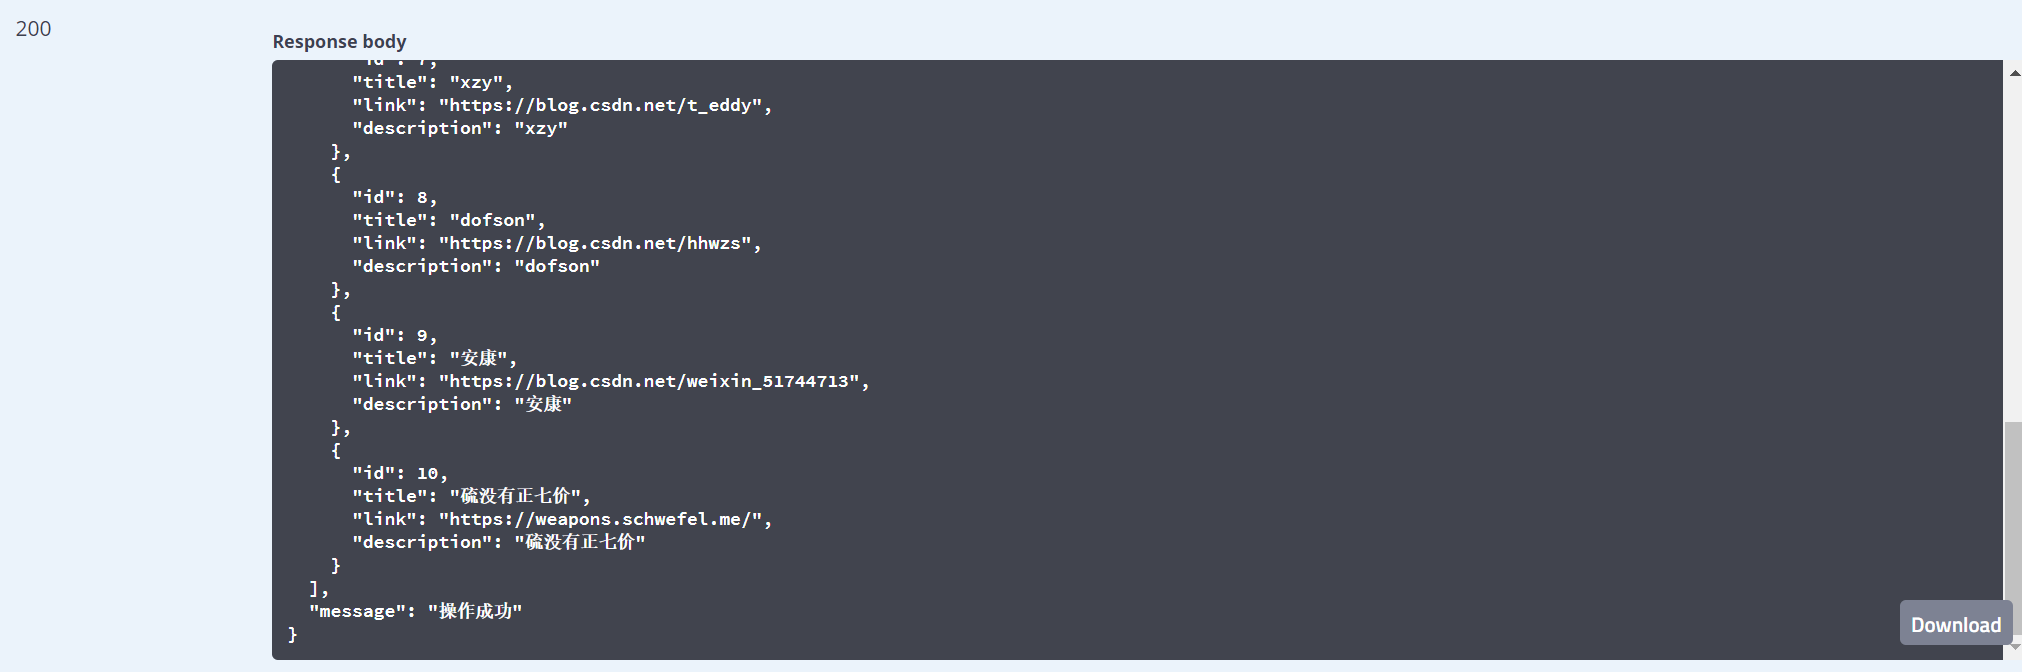 200
Response body
"id": 7,
"title": "xzy",
"link": "https://blog.csdn.net/t_eddy",
"description": "xzy"
},
{
"id": 8,
"title": "dofson",
"link": "https://blog.csdn.net/hhwzs",
"description": "dofson"
},
{
"id": 9,
"title": "安康",
"link": "https://blog.csdn.net/weixin_51744713",
"description": "安康"
},
{
"id": 10,
"title": "硫没有正七价",
"link": "https://weapons.schwefel.me/",
"description": "硫没有正七价"
}
],
"message": "操作成功"
}
Download